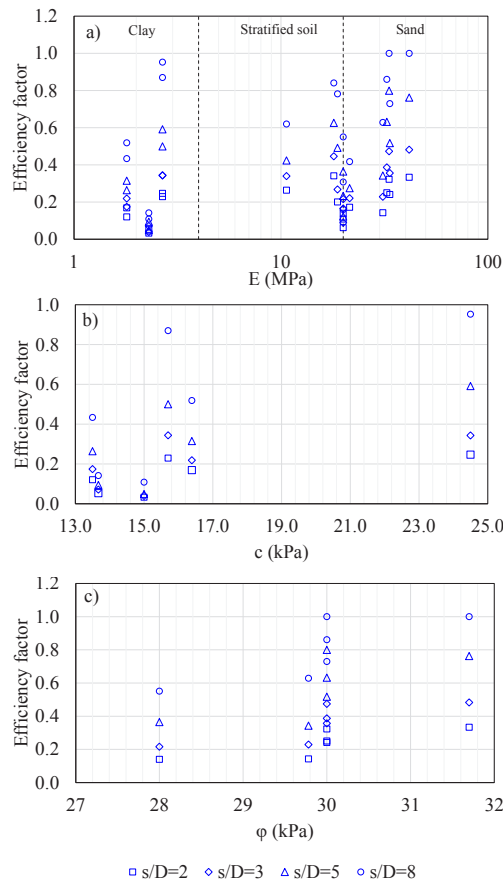 a)
Clay
Stratified soil
Sand
1.2
1.0
0.8
0.6
0.4
0.2
0.0
Efficiency factor
1
10
100
E (MPa)
b)
1.0
0.8
0.6
0.4
0.2
0.0
Efficiency factor
13.0
15.0
17.0
19.0
21.0
23.0
25.0
c (kPa)
c)
1.2
1.0
0.8
0.6
0.4
0.2
0.0
Efficiency factor
27
28
29
30
31
32
φ (kPa)
s/D=2 s/D=3 s/D=5 s/D=8